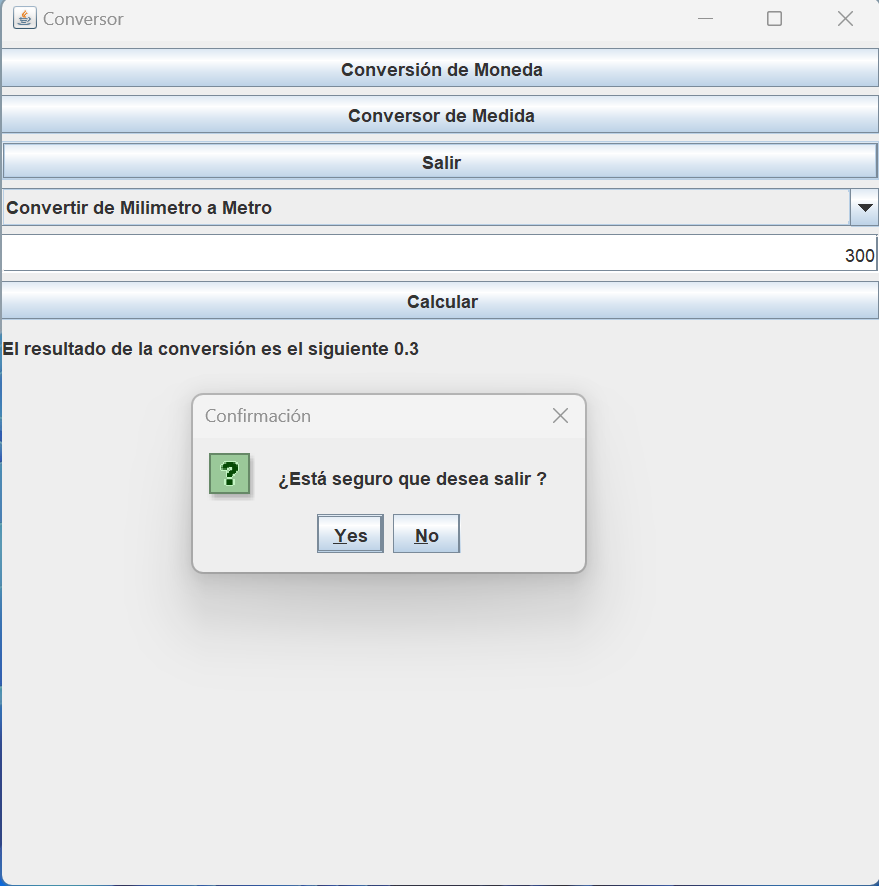 Conversor
Conversión de Moneda
Conversor de Medida
Salir
Convertir de Milimetro a Metro
300
Calcular
El resultado de la conversión es el siguiente 0.3
Confirmación
?
¿Está seguro que desea salir ?
Yes No